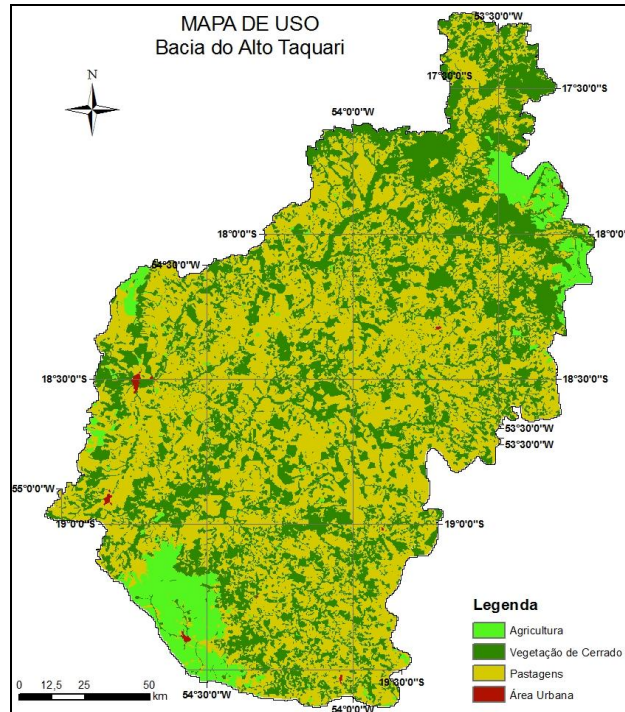 MAPA DE USO
Bacia do Alto Taquari
N
53°30'0"W
17°30'0"S
17°30'0"S
54°0'0"W
18°0'0"S
18°0'0"S
54°30'0"W
18°30'0"S
18°30'0"S
53°30'0"W
53°30'0"W
55°0'0"W
19°0'0"S
19°0'0"S
Legenda
Agricultura
Vegetação de Cerrado
Pastagens
Área Urbana
19°30'0"S
54°30'0"W
54°0'0"W
0 12,5 25 50
km